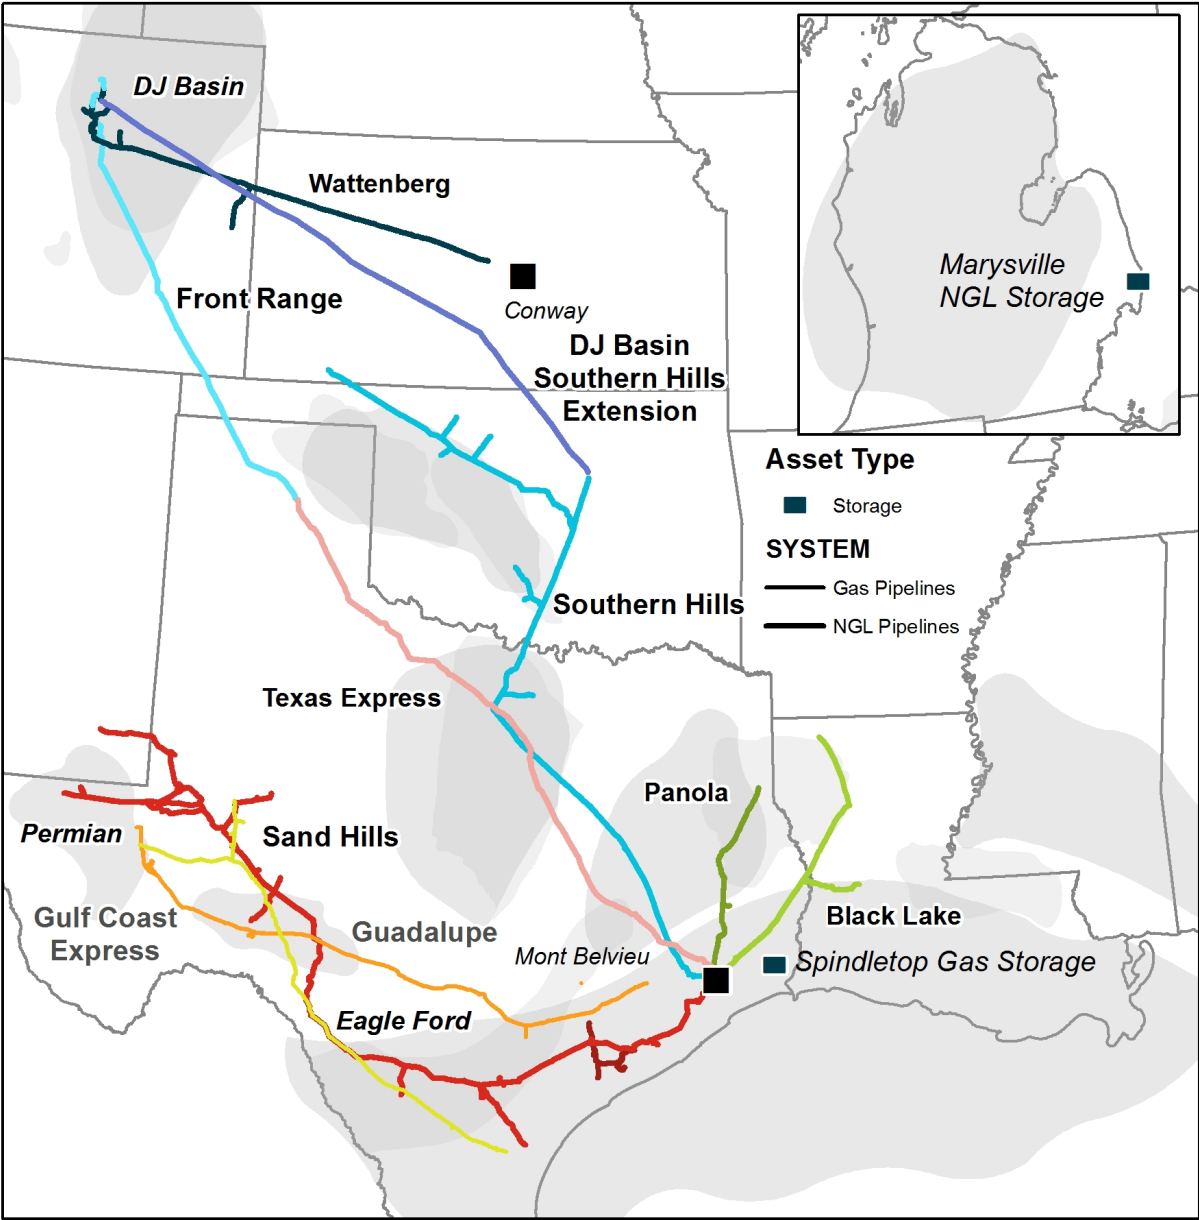 DJ Basin
Wattenberg
Front Range
Conway
DJ Basin
Southern Hills
Extension
Marysville
NGL Storage
Asset Type
Storage
SYSTEM
Gas Pipelines
NGL Pipelines
Southern Hills
Texas Express
Panola
Permian
Sand Hills
Gulf Coast
Express
Guadalupe
Black Lake
Mont Belvieu
Spindletop Gas Storage
Eagle Ford